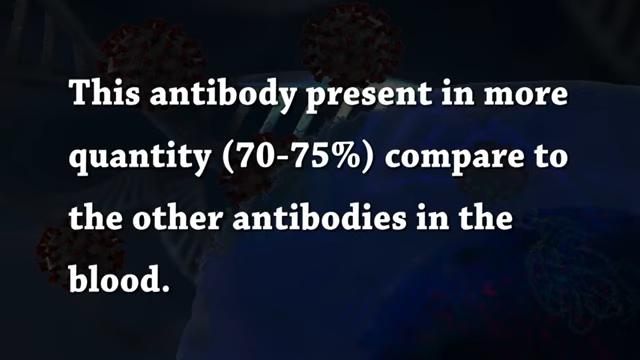 This antibody present in more
quantity (70-75%) compare to
the other antibodies in the
blood.